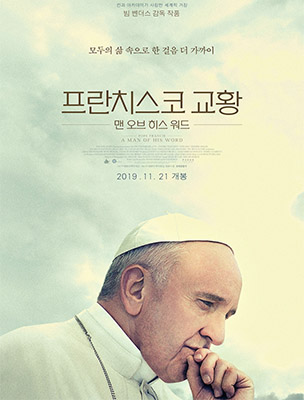 빔 벤더스 감독 작품
모두의 삶 속으로 한 걸음 더 가까이
프란치스코 교황
맨 오브 히스 워드
A MAN OF HIS WORD
2019.11.21 개봉